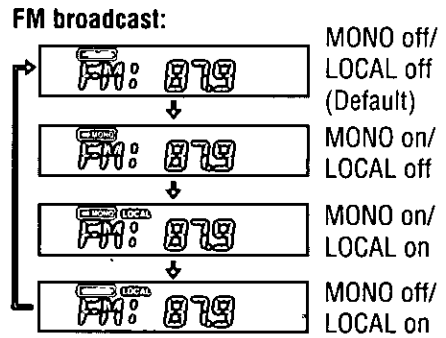 FM broadcast:
FM: 87.9
MONO off/
LOCAL off
(Default)
MONO
FM: 87.9
MONO on/
LOCAL off
MONO LOCAL
FM: 87.9
MONO on/
LOCAL on
LOCAL
FM: 87.9
MONO off/
LOCAL on